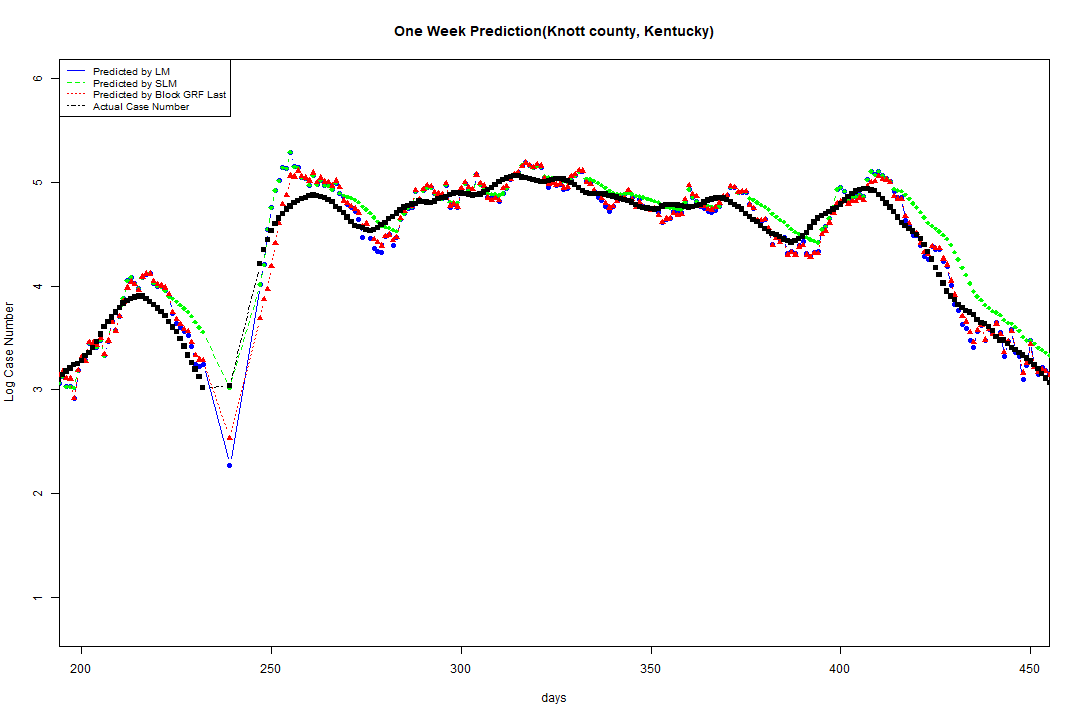 One Week Prediction(Knott county, Kentucky)
Predicted by LM
Predicted by SLM
Predicted by Block GRF Last
Actual Case Number
6
5
4
3
2
1
Log Case Number
200 250 300 350 400 450
days